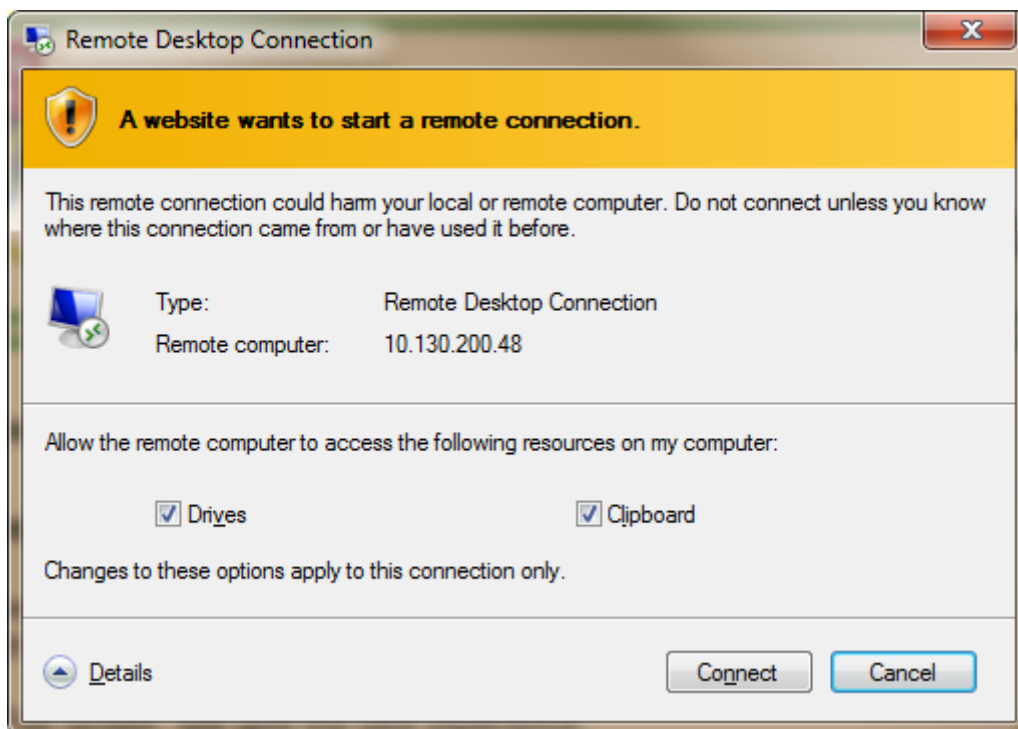 Remote Desktop Connection
A website wants to start a remote connection.
This remote connection could harm your local or remote computer. Do not connect unless you know
where this connection came from or have used it before.
Type: Remote Desktop Connection
Remote computer: 10.130.200.48
Allow the remote computer to access the following resources on my computer:
Drives Clipboard
Changes to these options apply to this connection only.
Details Connect Cancel